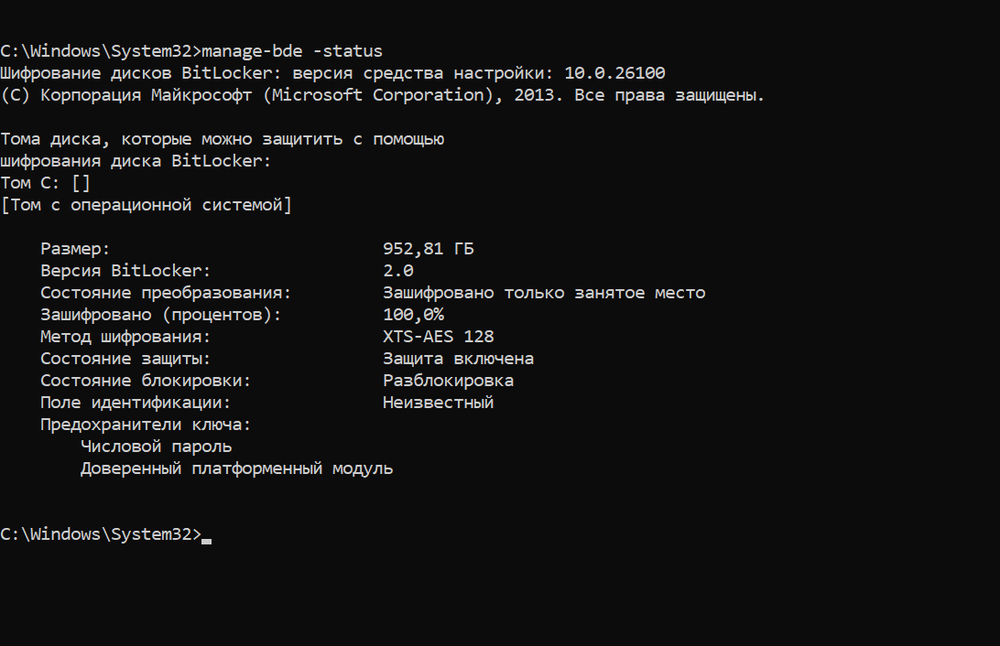 C:\Windows\System32>manage-bde -status
Шифрование дисков BitLocker: версия средства настройки: 10.0.26100
(C) Корпорация Майкрософт (Microsoft Corporation), 2013. Все права защищены.
Тома диска, которые можно защитить с помощью
шифрования диска BitLocker:
Том C: []
[Том с операционной системой]
Размер: 952,81 ГБ
Версия BitLocker: 2.0
Состояние преобразования: Зашифровано только занятое место
Зашифровано (процентов): 100,0%
Метод шифрования: XTS-AES 128
Состояние защиты: Защита включена
Состояние блокировки: Разблокировка
Поле идентификации: Неизвестный
Предохранители ключа:
Числовой пароль
Доверенный платформенный модуль
C:\Windows\System32>